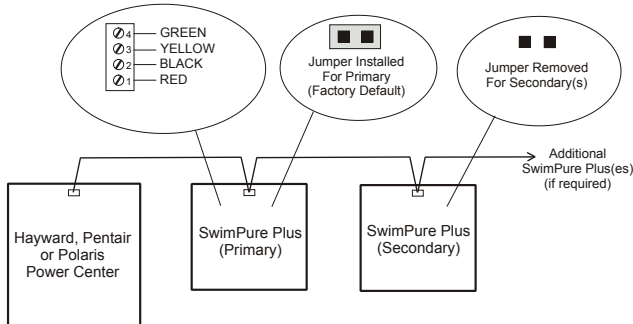 4 GREEN
3 YELLOW
2 BLACK
1 RED
Jumper Installed
For Primary
(Factory Default)
Jumper Removed
For Secondary(s)
Additional
SwimPure Plus(es)
(if required)
Hayward, Pentair
or Polaris
Power Center
SwimPure Plus
(Primary)
SwimPure Plus
(Secondary)